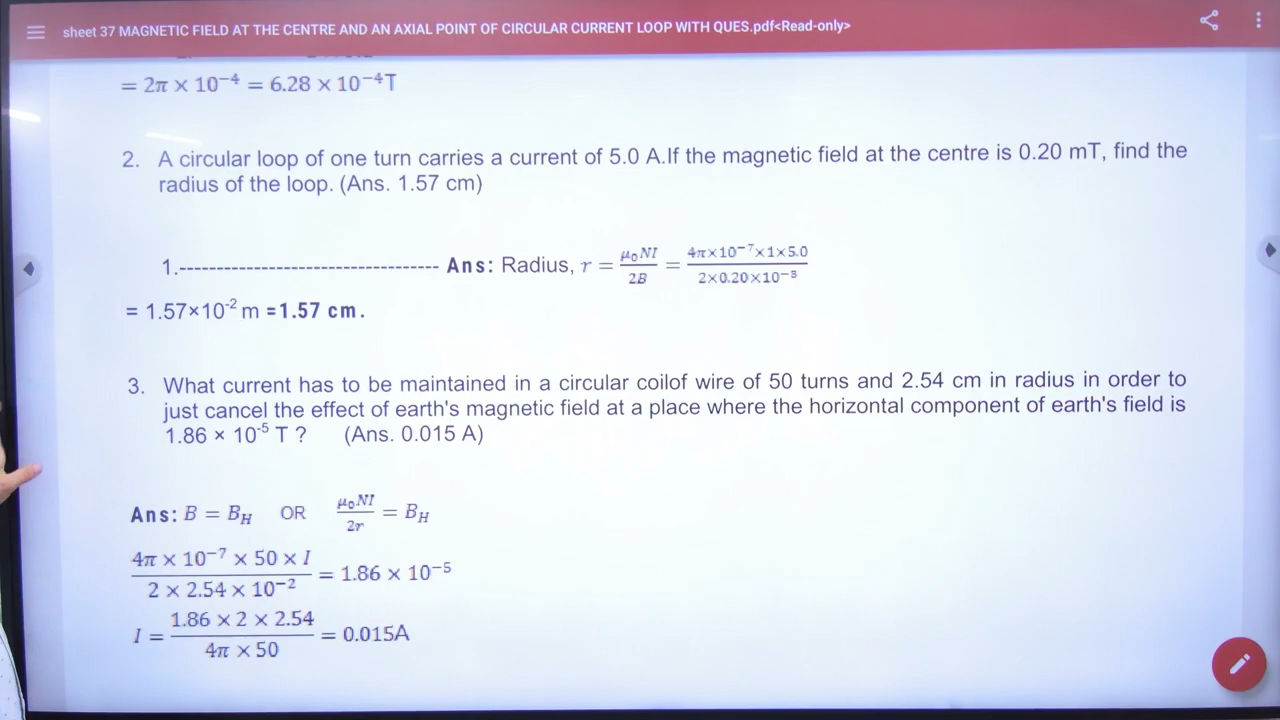 sheet 37 MAGNETIC FIELD AT THE CENTRE AND AN AXIAL POINT OF CIRCULAR CURRENT LOOP WITH QUES.pdf<Read-only>
= 2π × 10⁻⁴ = 6.28 × 10⁻⁴T
2. A circular loop of one turn carries a current of 5.0 A.If the magnetic field at the centre is 0.20 mT, find the
radius of the loop. (Ans. 1.57 cm)
1.----------------------------------- Ans: Radius, r = μ₀NI/2B = 4π×10⁻⁷×1×5.0/2×0.20×10⁻³
= 1.57×10⁻² m =1.57 cm.
3. What current has to be maintained in a circular coilof wire of 50 turns and 2.54 cm in radius in order to
just cancel the effect of earth's magnetic field at a place where the horizontal component of earth's field is
1.86 × 10⁻⁵ T ? (Ans. 0.015 A)
Ans: B = B_H OR μ₀NI/2r = B_H
4π × 10⁻⁷ × 50 × I/2 × 2.54 × 10⁻² = 1.86 × 10⁻⁵
I = 1.86 × 2 × 2.54/4π × 50 = 0.015A